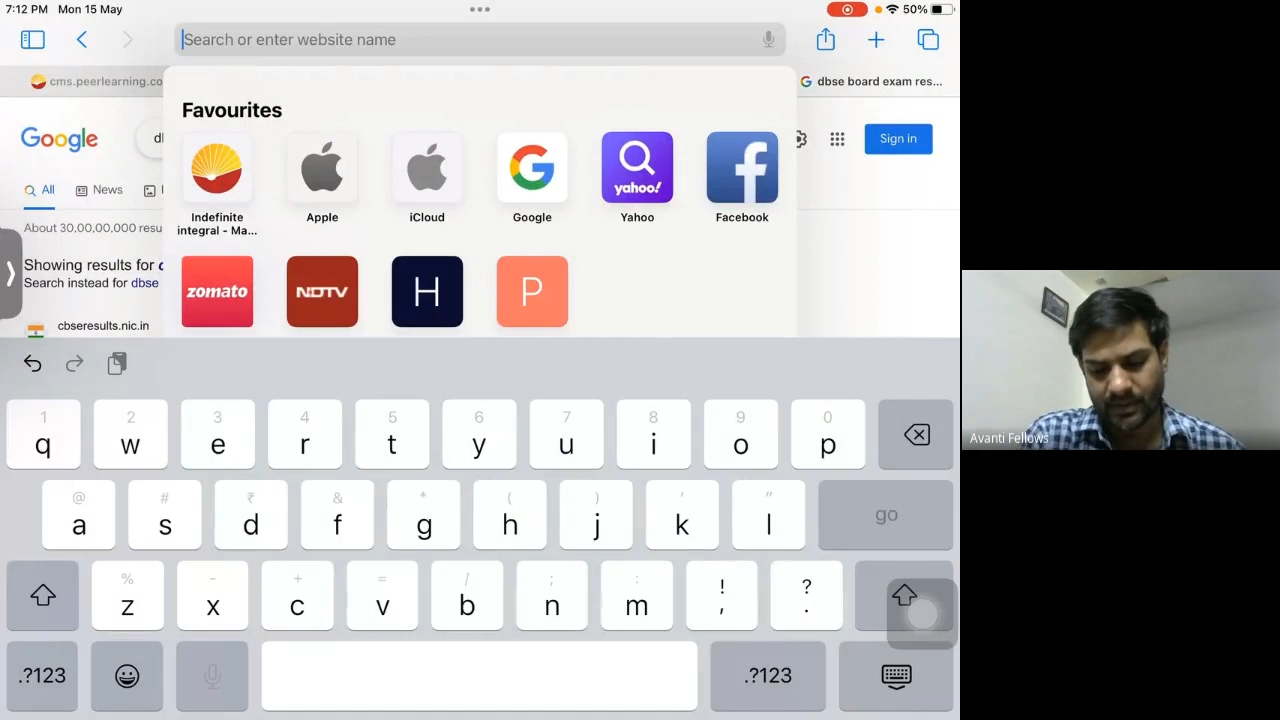 7:12 PM Mon 15 May
50%
Search or enter website name
cms.peerlearning.co
dbse board exam res...
Favourites
Google
dl
Sign in
All
News
Indefinite
integral - Ma...
Apple
iCloud
Google
Yahoo
Facebook
yahoo!
About 30,00,00,000 resu
Showing results for c
Search instead for dbse
zomato
NDTV
H
P
cbseresults.nic.in
1 2 3 4 5 6 7 8 9 0
q w e r t y u i o p
@ # ₹ & * ( ) ' "
a s d f g h j k l go
% - + = / ; : ! ?
z x c v b n m , .
.?123 .?123
Avanti Fellows